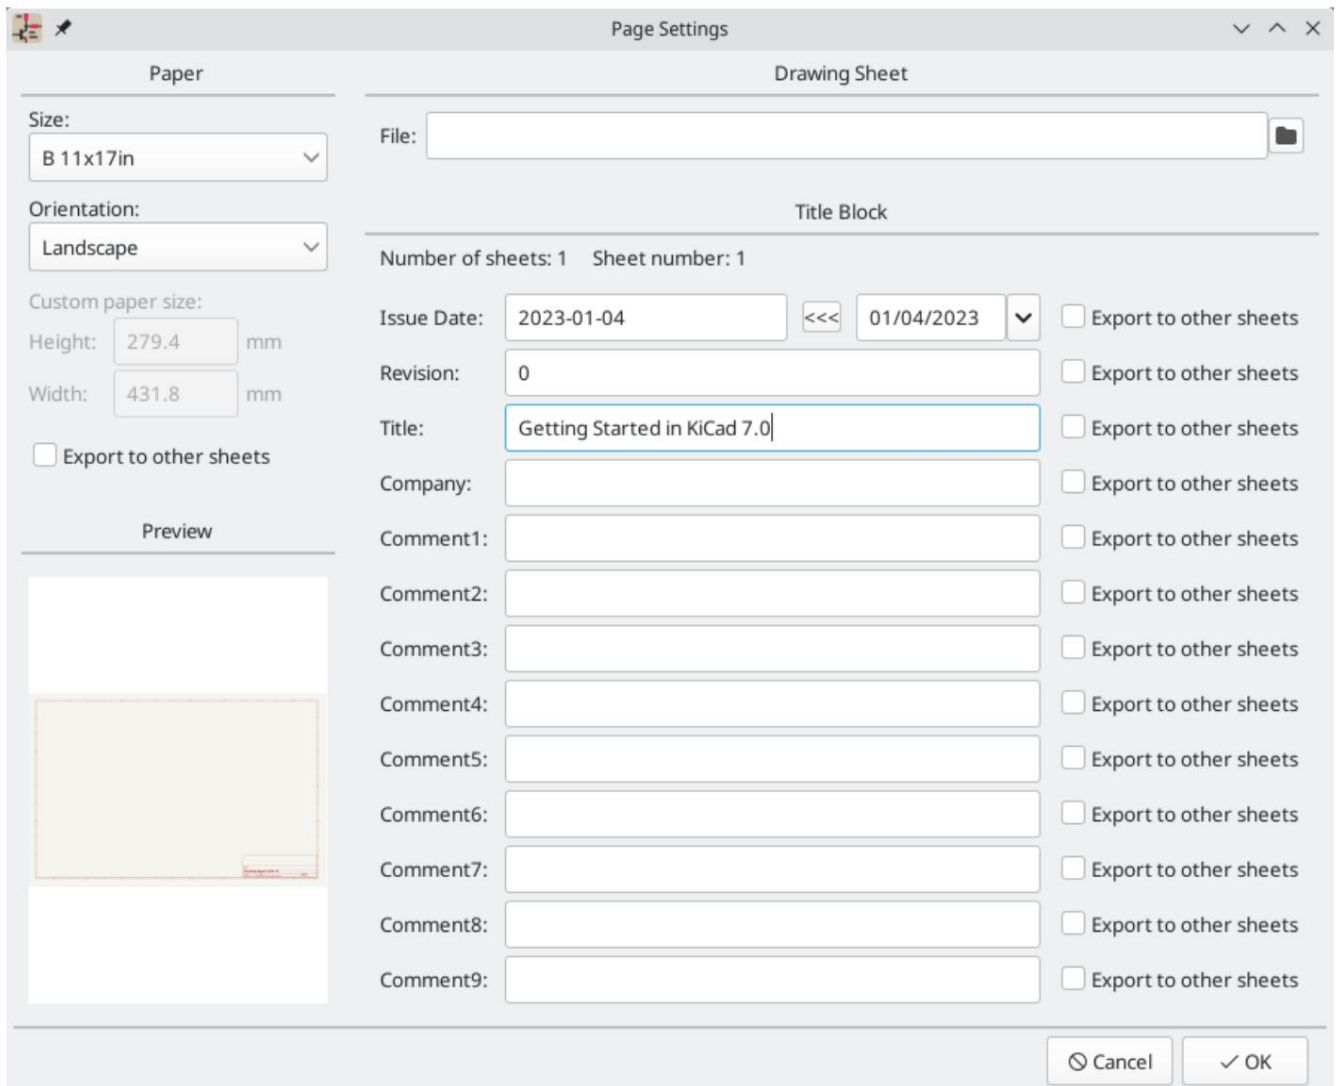 Page Settings
Paper
Drawing Sheet
Size:
B 11x17in
File:
Orientation:
Landscape
Title Block
Number of sheets: 1 Sheet number: 1
Custom paper size:
Height: 279.4 mm
Width: 431.8 mm
Export to other sheets
Issue Date: 2023-01-04 <<< 01/04/2023 Export to other sheets
Revision: 0 Export to other sheets
Title: Getting Started in KiCad 7.0 Export to other sheets
Company: Export to other sheets
Comment1: Export to other sheets
Comment2: Export to other sheets
Comment3: Export to other sheets
Comment4: Export to other sheets
Comment5: Export to other sheets
Comment6: Export to other sheets
Comment7: Export to other sheets
Comment8: Export to other sheets
Comment9: Export to other sheets
Preview
Cancel
OK